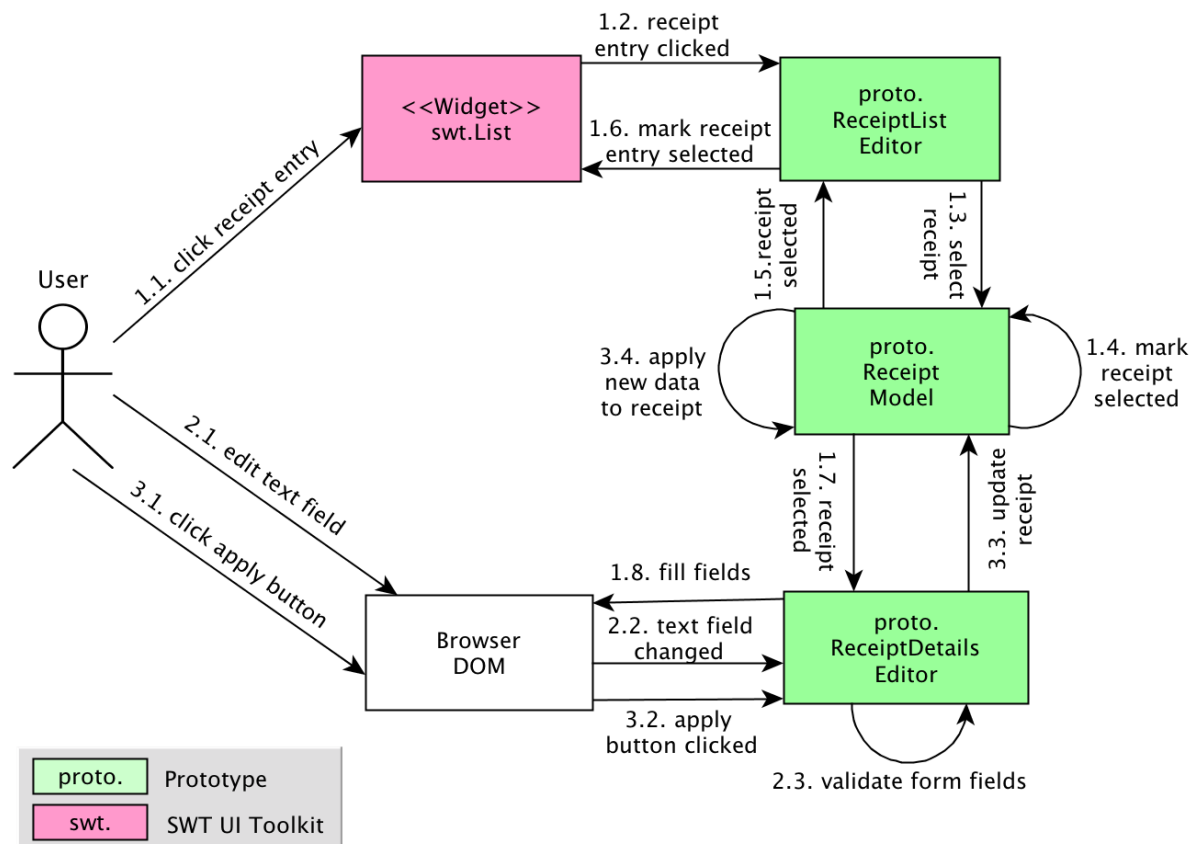 1.2. receipt
entry clicked
<<Widget>>
swt.List
proto.
ReceiptList
Editor
1.6. mark receipt
entry selected
1.1. click receipt entry
1.5.receipt
selected
1.3. select
receipt
User
3.4. apply
new data
to receipt
proto.
Receipt
Model
1.4. mark
receipt
selected
2.1. edit text field
3.1. click apply button
1.7. receipt
selected
3.3. update
receipt
1.8. fill fields
Browser
DOM
2.2. text field
changed
proto.
ReceiptDetails
Editor
3.2. apply
button clicked
2.3. validate form fields
proto.
Prototype
swt.
SWT UI Toolkit